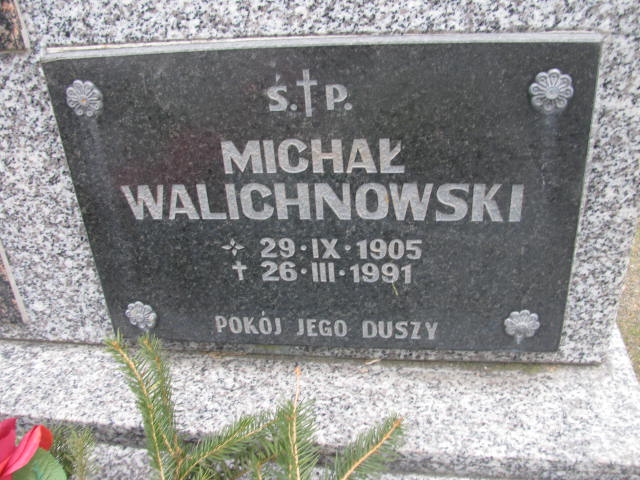 Ś.†P.
MICHAŁ
WALICHNOWSKI
✧ 29·IX·1905
† 26·III·1991
POKÓJ JEGO DUSZY